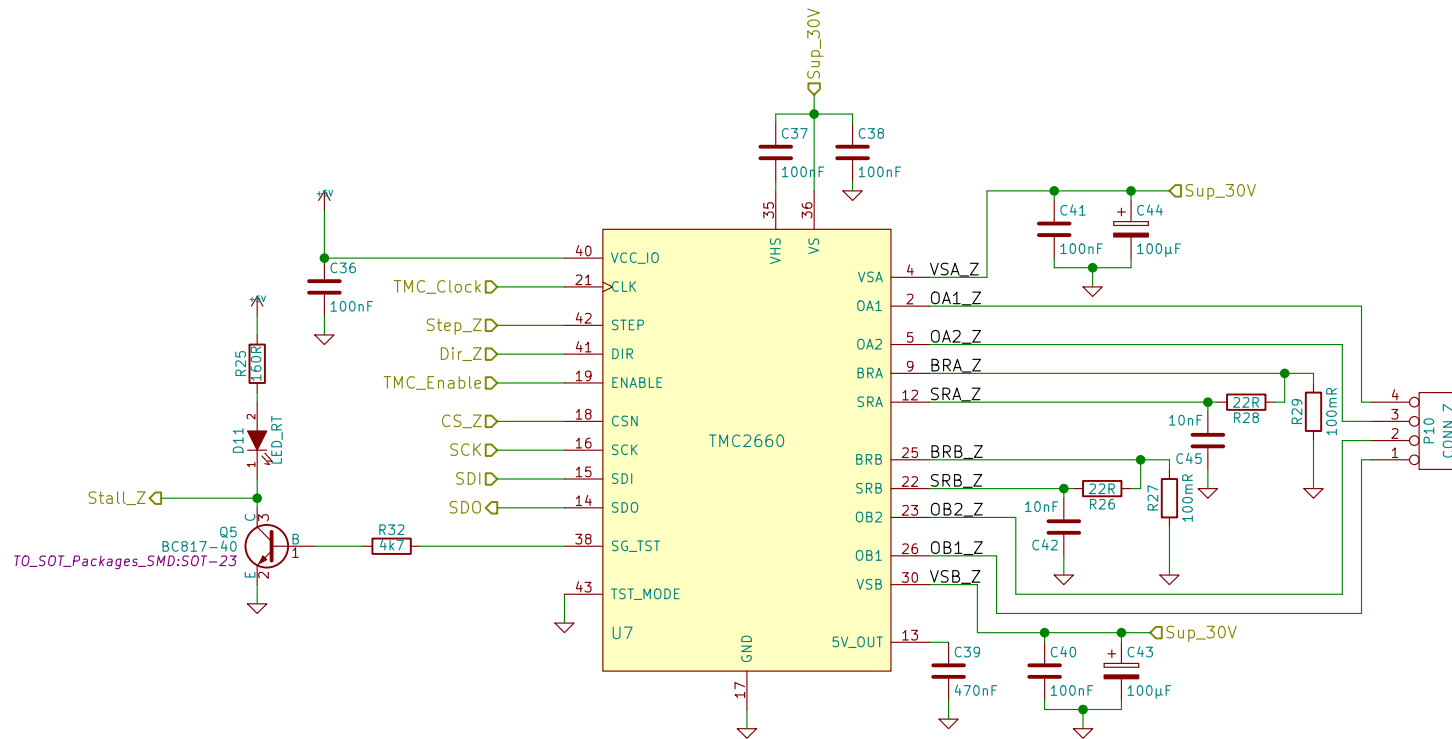 Sup_30V
C37
100nF
C38
100nF
35
36
VHS
VS
+5V
C36
100nF
40 VCC_IO
TMC_Clock 21 CLK
Step_Z 42 STEP
Dir_Z 41 DIR
TMC_Enable 19 ENABLE
CS_Z 18 CSN
SCK 16 SCK
SDI 15 SDI
SDO 14 SDO
38 SG_TST
43 TST_MODE
+5V
R25
160R
2
D11
LED_RT
1
Stall_Z
C
3
Q5
BC817-40
TO_SOT_Packages_SMD:SOT-23
B
1
E
2
R32
4k7
TMC2660
U7
GND
17
VSA 4 VSA_Z
OA1 2 OA1_Z
OA2 5 OA2_Z
BRA 9 BRA_Z
SRA 12 SRA_Z
BRB 25 BRB_Z
SRB 22 SRB_Z
OB2 23 OB2_Z
OB1 26 OB1_Z
VSB 30 VSB_Z
5V_OUT 13
Sup_30V
C41
100nF
+
C44
100µF
22R
R28
10nF
C45
R29
100mR
22R
R26
10nF
C42
R27
100mR
4
3
2
1
P10
CONN_Z
Sup_30V
C39
470nF
C40
100nF
+
C43
100µF